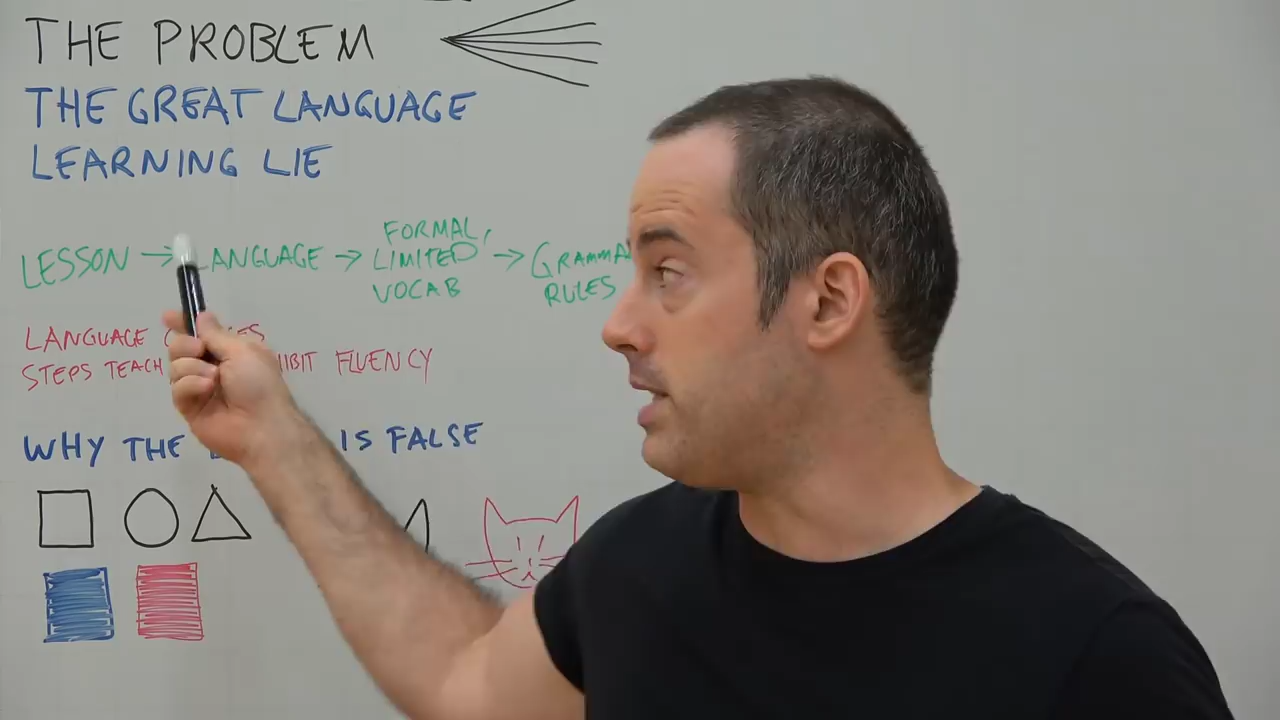 THE PROBLEM
THE GREAT LANGUAGE
LEARNING LIE
LESSON → LANGUAGE → FORMAL, LIMITED VOCAB → GRAMMA
RULES
LANGUAGE
STEPS TEACH FLUENCY
WHY THE IS FALSE